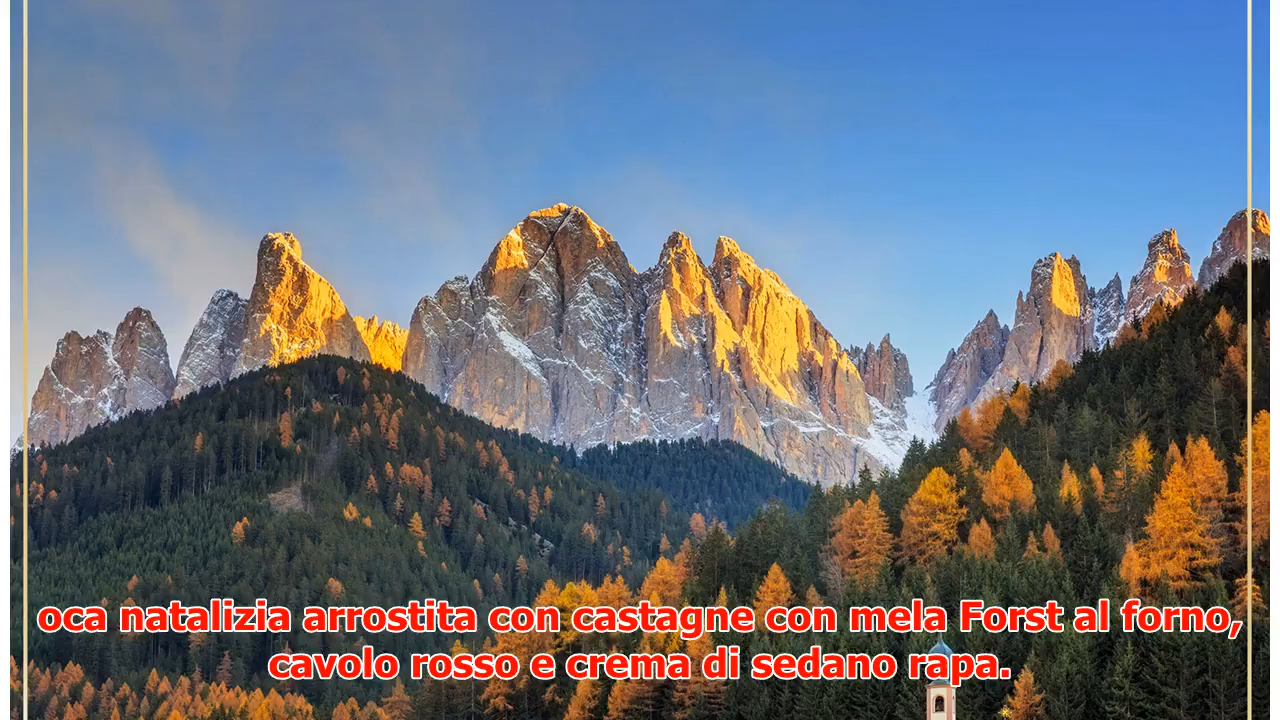 oca natalizia arrostita con castagne con mela Forst al forno,
cavolo rosso e crema di sedano rapa.